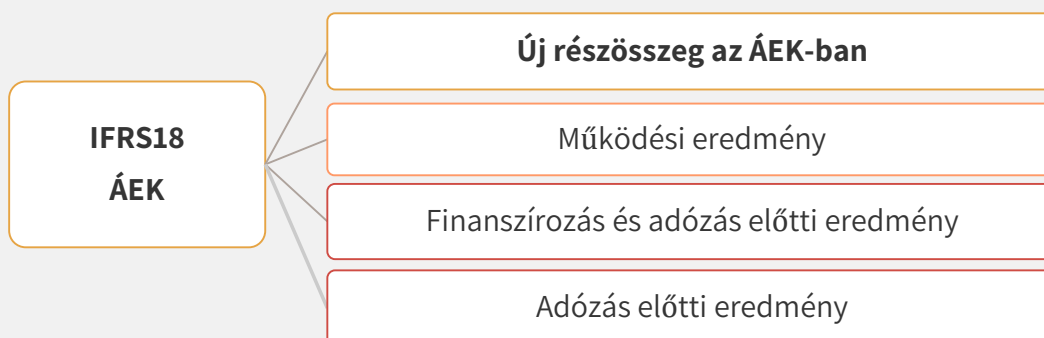 IFRS18
ÁEK
Új részösszeg az ÁEK-ban
Működési eredmény
Finanszírozás és adózás előtti eredmény
Adózás előtti eredmény